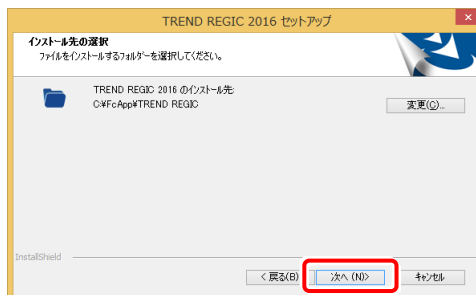 TREND REGIC 2016 セットアップ
インストール先の選択
ファイルをインストールするフォルダーを選択してください。
TREND REGIC 2016 のインストール先:
C:¥FcApp¥TREND REGIC
変更(C)...
InstallShield
< 戻る(B)
次へ (N)>
キャンセル